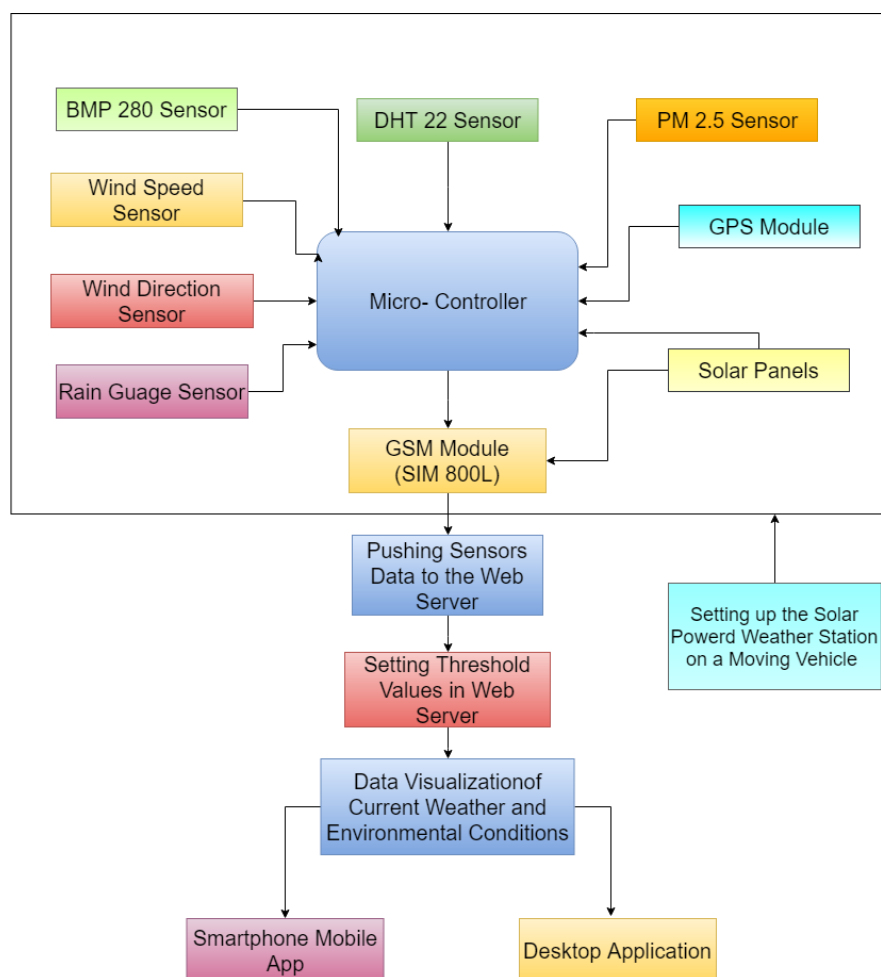 BMP 280 Sensor
DHT 22 Sensor
PM 2.5 Sensor
Wind Speed
Sensor
GPS Module
Wind Direction
Sensor
Micro- Controller
Rain Guage Sensor
Solar Panels
GSM Module
(SIM 800L)
Pushing Sensors
Data to the Web
Server
Setting up the Solar
Powerd Weather Station
on a Moving Vehicle
Setting Threshold
Values in Web
Server
Data Visualizationof
Current Weather and
Environmental Conditions
Smartphone Mobile
App
Desktop Application